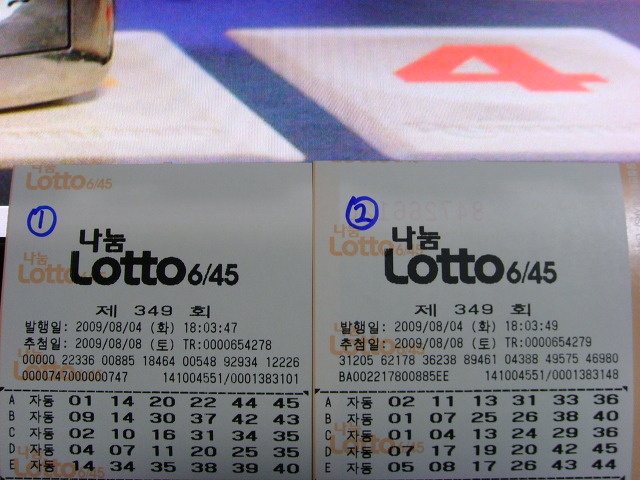 4
나눔
Lotto 6/45
①
나눔
Lotto 6/45
제 349 회
발행일: 2009/08/04 (화) 18:03:47
추첨일: 2009/08/08 (토) TR:0000654278
00000 22336 00885 18464 00548 92934 12226
0000747000000747 141004551/0001383101
A 자동 01 14 20 22 44 45
B 자동 09 14 30 37 42 43
C 자동 02 10 16 31 34 35
D 자동 04 07 11 20 25 35
E 자동 14 34 35 38 39 40
②
나눔
Lotto 6/45
제 349 회
발행일: 2009/08/04 (화) 18:03:49
추첨일: 2009/08/08 (토) TR:0000654279
31205 62178 36238 89461 04388 49575 46980
BA002217800885EE 141004551/0001383148
A 자동 02 11 13 31 33 36
B 자동 01 07 25 26 38 40
C 자동 01 04 13 24 29 36
D 자동 07 17 19 20 42 45
E 자동 05 08 17 26 43 44